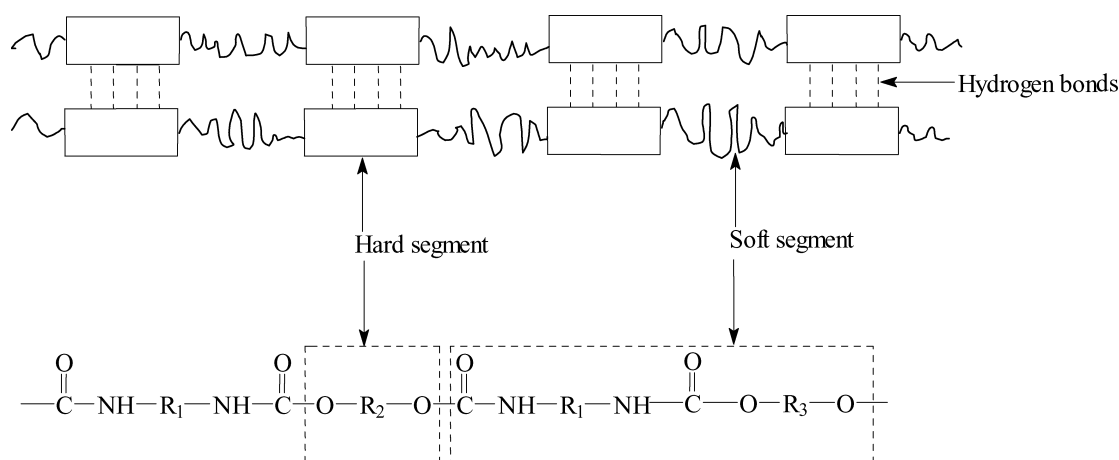 Hydrogen bonds
Hard segment
Soft segment
O O O O
C NH R1 NH C O R2 O C NH R1 NH C O R3 O